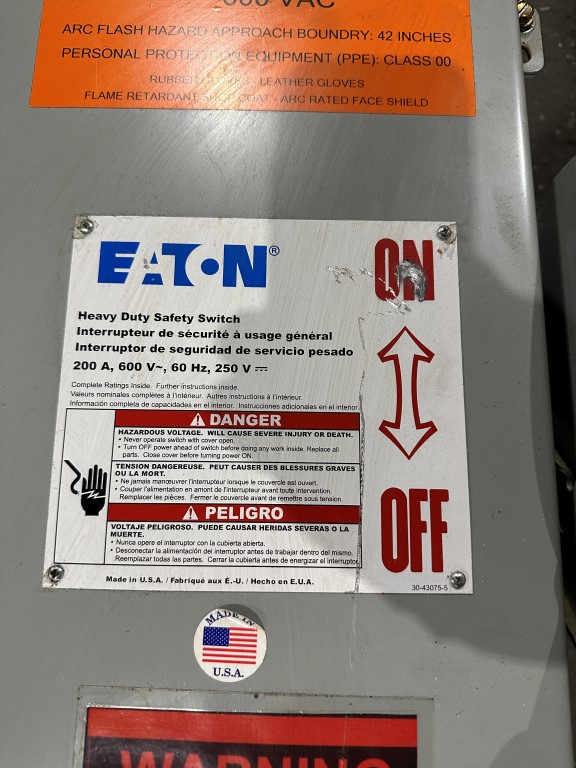 600 VAC
ARC FLASH HAZARD APPROACH BOUNDRY: 42 INCHES
PERSONAL PROTECTION EQUIPMENT (PPE): CLASS 00
RUBBER GLOVES - LEATHER GLOVES
FLAME RETARDANT SHOP COAT - ARC RATED FACE SHIELD
EATON®
ON
Heavy Duty Safety Switch
Interrupteur de sécurité à usage général
Interruptor de seguridad de servicio pesado
200 A, 600 V~, 60 Hz, 250 V ⎓
Complete Ratings Inside. Further instructions inside.
Valeurs nominales complètes à l'intérieur. Autres instructions à l'intérieur.
Información completa de capacidades en el interior. Instrucciones adicionales en el interior.
DANGER
HAZARDOUS VOLTAGE. WILL CAUSE SEVERE INJURY OR DEATH.
• Never operate switch with cover open.
• Turn OFF power ahead of switch before doing any work inside. Replace all
parts. Close cover before turning power ON.
TENSION DANGEREUSE. PEUT CAUSER DES BLESSURES GRAVES
OU LA MORT.
• Ne jamais manœuvrer l'interrupteur lorsque le couvercle est ouvert.
• Couper l'alimentation en amont de l'interrupteur avant toute intervention.
Remplacer les pièces. Fermer le couvercle avant de remettre sous tension.
PELIGRO
VOLTAJE PELIGROSO. PUEDE CAUSAR HERIDAS SEVERAS O LA
MUERTE.
• Nunca opere el interruptor con la cubierta abierta.
• Desconectar la alimentación del interruptor antes de trabajar dentro del mismo.
Reemplazar todas las partes. Cerrar la cubierta antes de energizar el interruptor.
OFF
Made in U.S.A. / Fabriqué aux É.-U. / Hecho en E.U.A.
30-43075-5
MADE IN
U.S.A.
WARNING